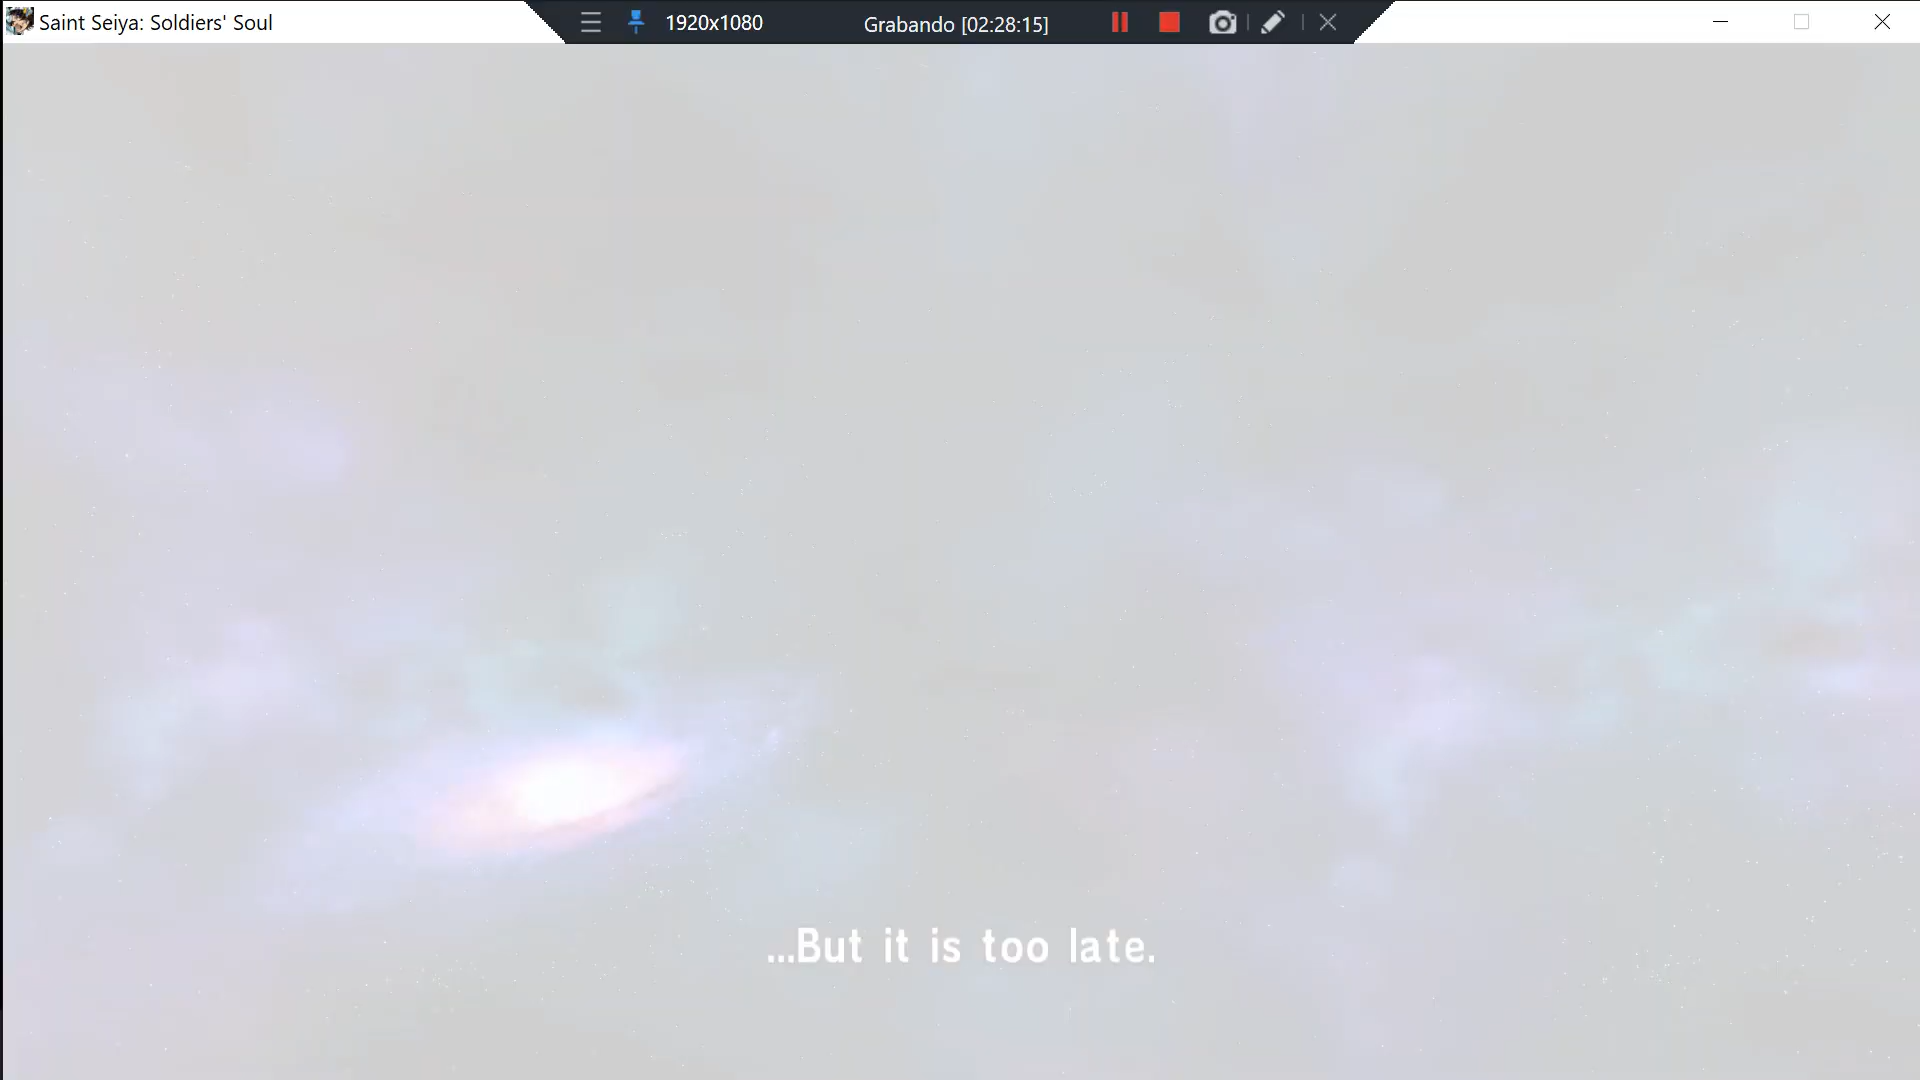 Saint Seiya: Soldiers' Soul
1920x1080
Grabando [02:28:15]
...But it is too late.